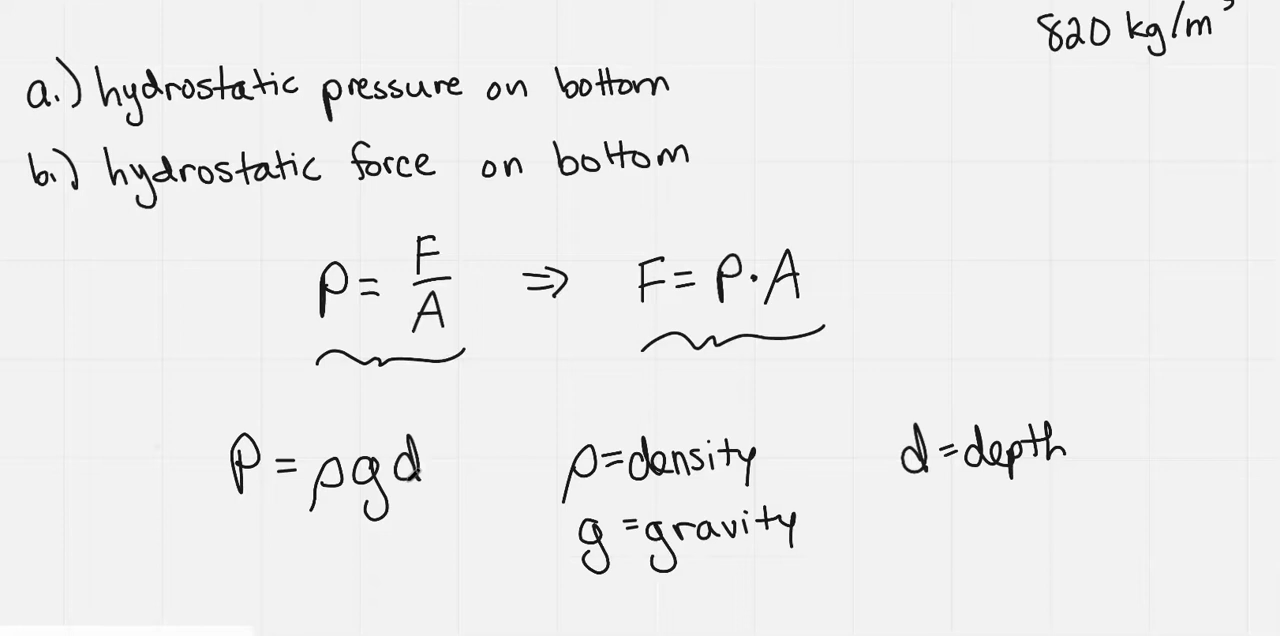 820 kg/m³
a.) hydrostatic pressure on bottom
b.) hydrostatic force on bottom
P = F/A ⇒ F = P · A
P = ρgd ρ = density d = depth
g = gravity